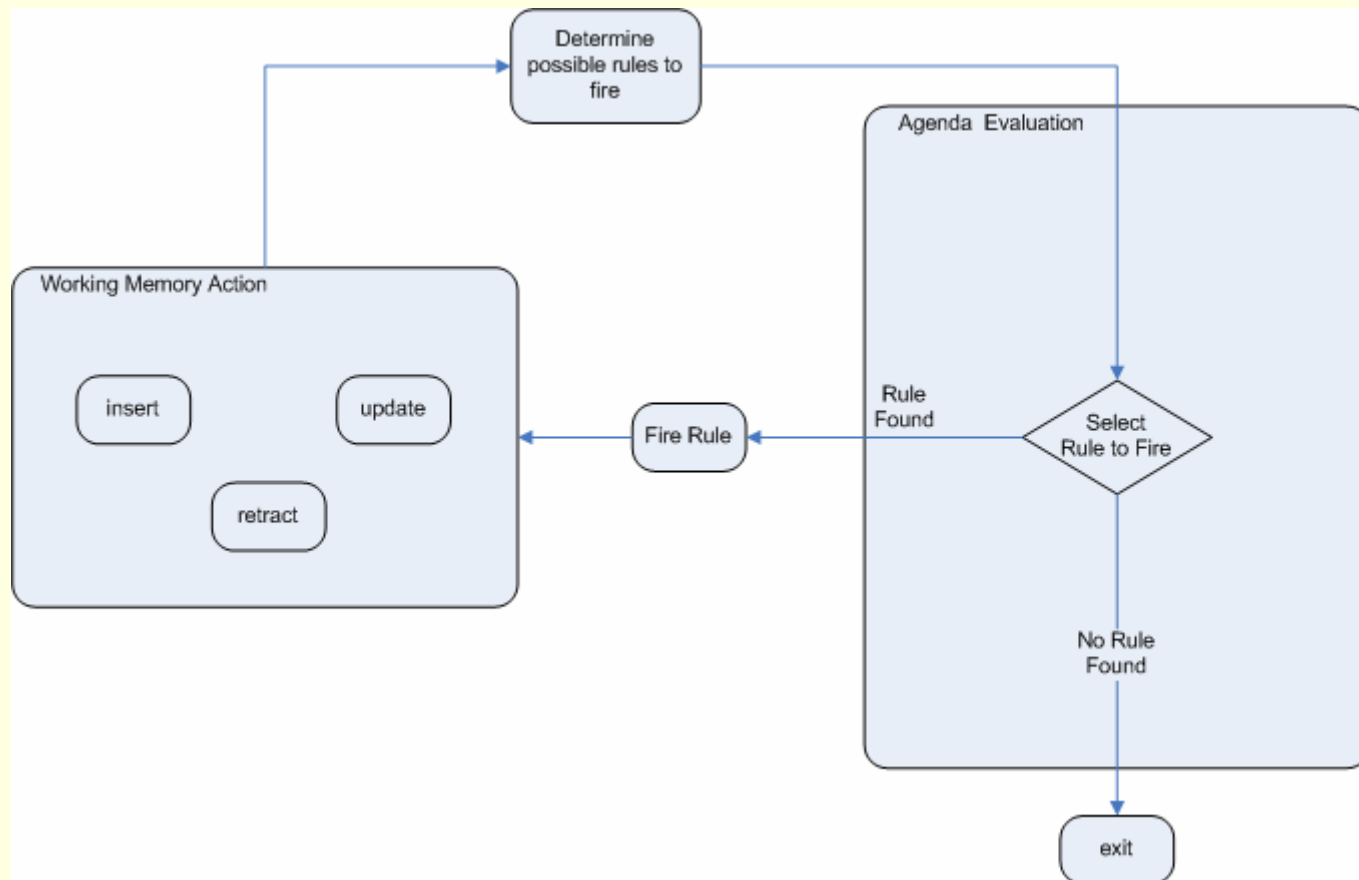 Determine
possible rules to
fire
Agenda Evaluation
Working Memory Action
insert
update
retract
Fire Rule
Rule
Found
Select
Rule to Fire
No Rule
Found
exit